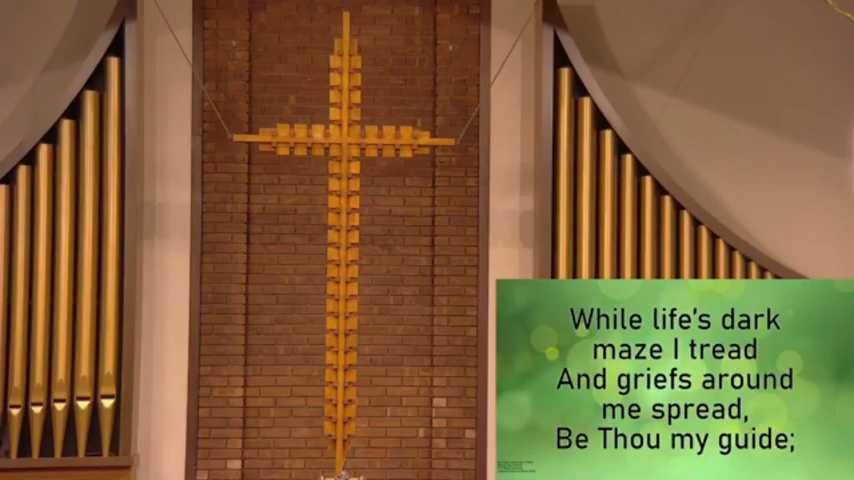 While life's dark
maze I tread
And griefs around
me spread,
Be Thou my guide;